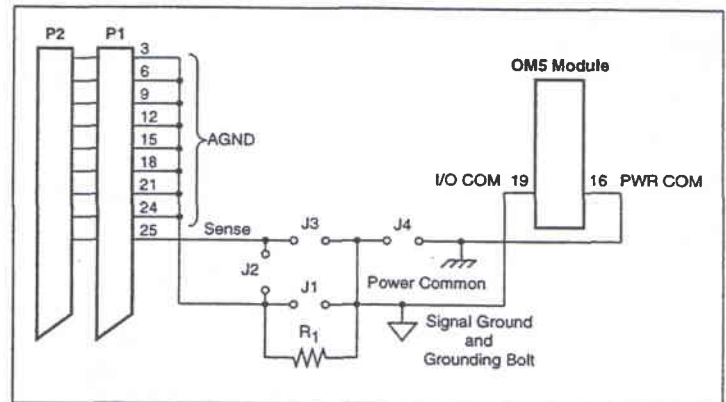 P2 P1
3
6
9
12
15
18
21
24
25
AGND
Sense
OM5 Module
I/O COM 19 16 PWR COM
J3 J4
J2
J1
Power Common
R1
Signal Ground
and
Grounding Bolt